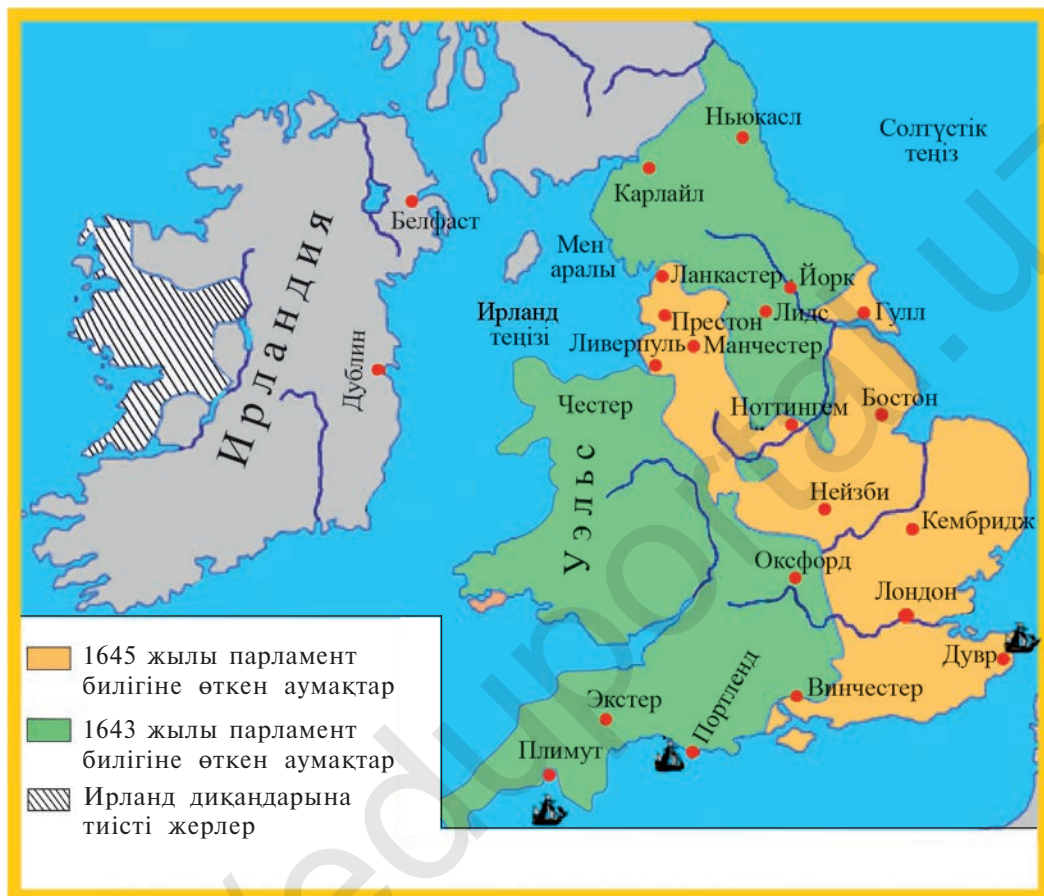 Ньюкасл
Солтүстік
теңіз
Карлайл
Белфаст
Ирландия
Мен
аралы
Ланкастер
Йорк
Ирланд
теңізі
Престон
Лидс
Гулл
Ливерпуль
Манчестер
Дублин
Честер
Ноттингем
Бостон
Уэльс
Нейзби
Кембридж
Оксфорд
Лондон
Дувр
Винчестер
Портленд
Экстер
Плимут
1645 жылы парламент
билігіне өткен аумақтар
1643 жылы парламент
билігіне өткен аумақтар
Ирланд диқандарына
тиісті жерлер
eduportal.uz